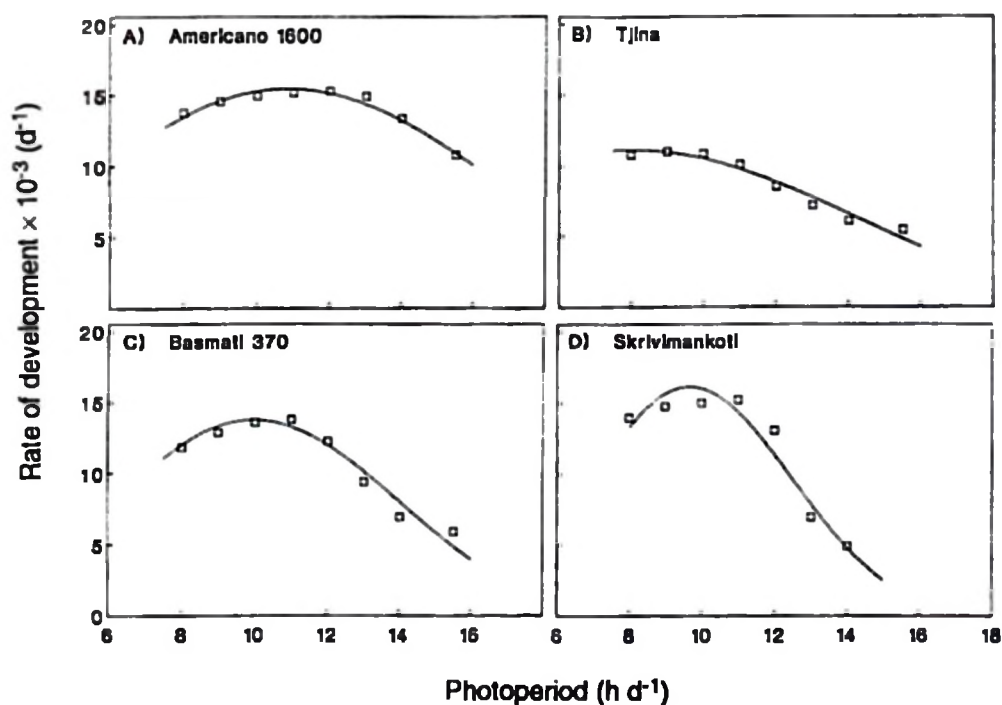 A) Americano 1600
B) Tjina
C) Basmati 370
D) Skrivimankoti
Rate of development × 10⁻³ (d⁻¹)
20
15
10
5
20
15
10
5
0
6 8 10 12 14 16
6 8 10 12 14 16 18
Photoperiod (h d⁻¹)